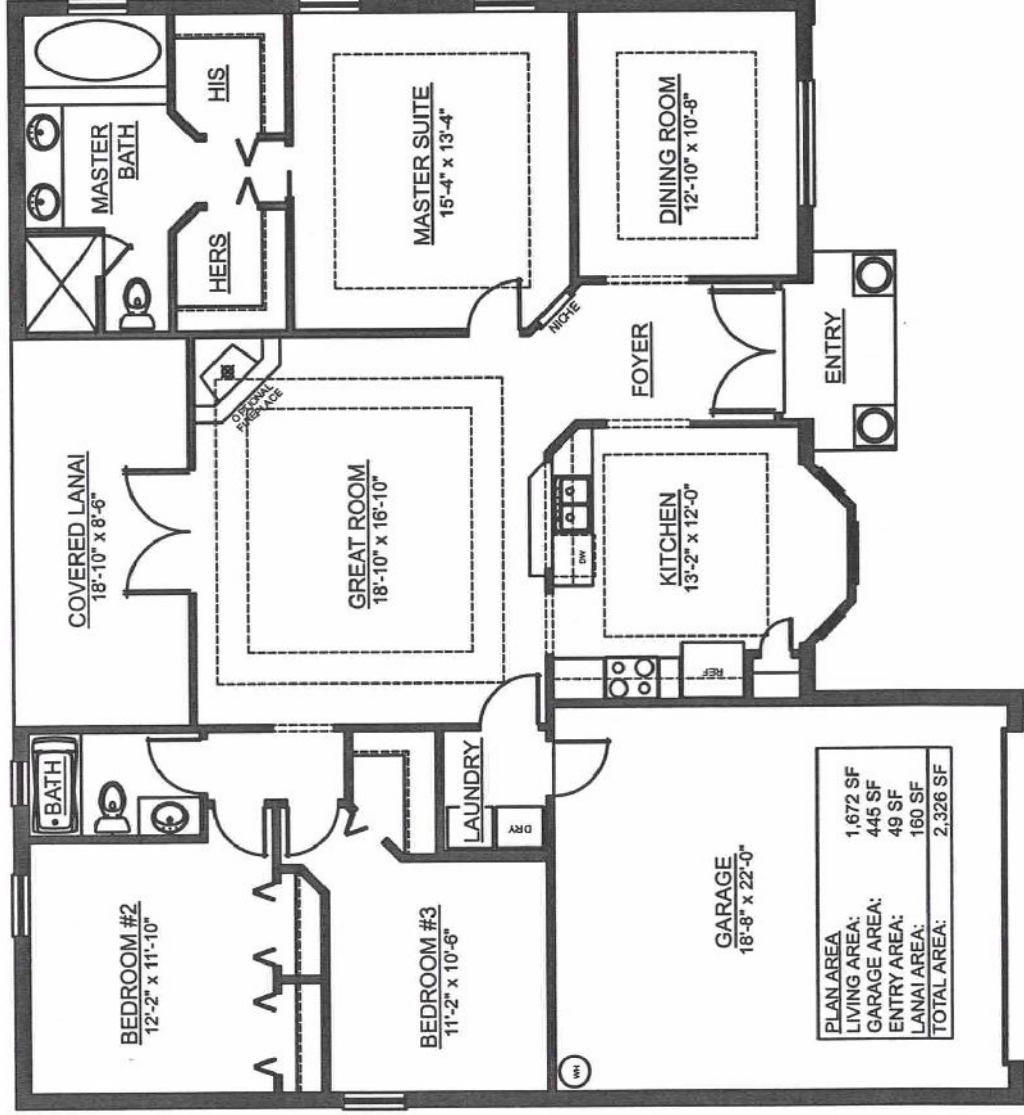 COVERED LANAI
18'-10" x 8'-6"
MASTER
BATH
HIS
HERS
MASTER SUITE
15'-4" x 13'-4"
DINING ROOM
12'-10" x 10'-8"
NICHE
OPTIONAL
FIREPLACE
GREAT ROOM
18'-10" x 16'-10"
FOYER
ENTRY
KITCHEN
13'-2" x 12'-0"
DW
REF
BATH
LAUNDRY
DRY
BEDROOM #2
12'-2" x 11'-10"
BEDROOM #3
11'-2" x 10'-6"
GARAGE
18'-8" x 22'-0"
WH
PLAN AREA
LIVING AREA: 1,672 SF
GARAGE AREA: 445 SF
ENTRY AREA: 49 SF
LANAI AREA: 160 SF
TOTAL AREA: 2,326 SF